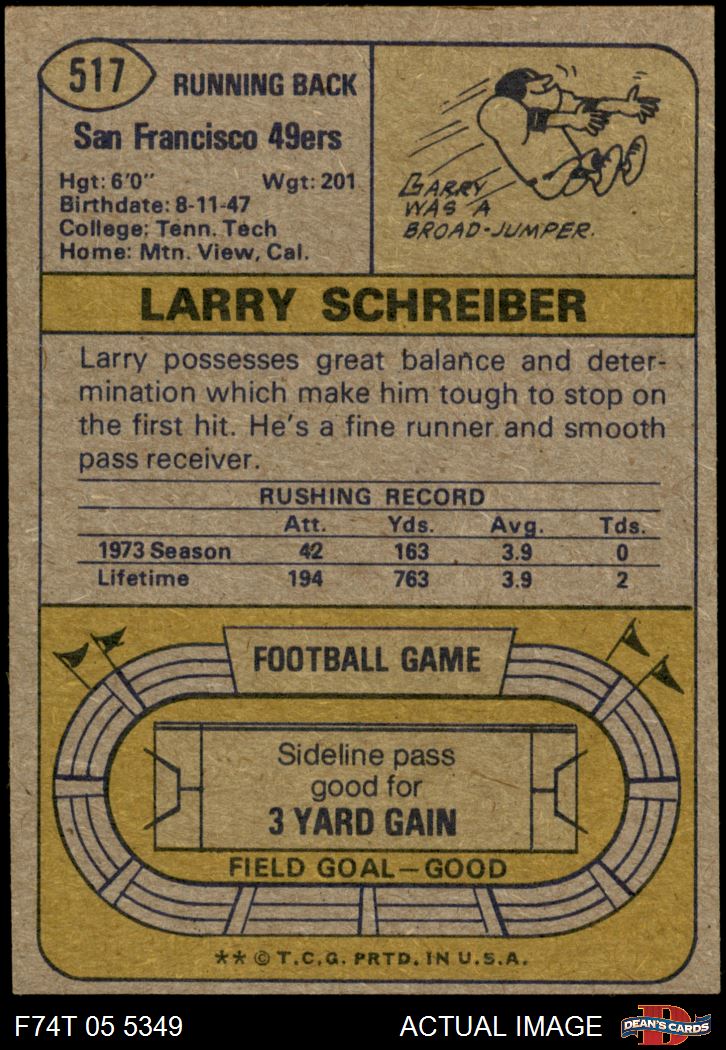 517
RUNNING BACK
San Francisco 49ers
Hgt: 6'0" Wgt: 201
Birthdate: 8-11-47
College: Tenn. Tech
Home: Mtn. View, Cal.
LARRY
WAS A
BROAD-JUMPER.
LARRY SCHREIBER
Larry possesses great balance and deter-
mination which make him tough to stop on
the first hit. He's a fine runner and smooth
pass receiver.
RUSHING RECORD
Att. Yds. Avg. Tds.
1973 Season 42 163 3.9 0
Lifetime 194 763 3.9 2
FOOTBALL GAME
Sideline pass
good for
3 YARD GAIN
FIELD GOAL—GOOD
** © T.C.G. PRTD. IN U.S.A.
F74T 05 5349 ACTUAL IMAGE D DEAN'S CARDS